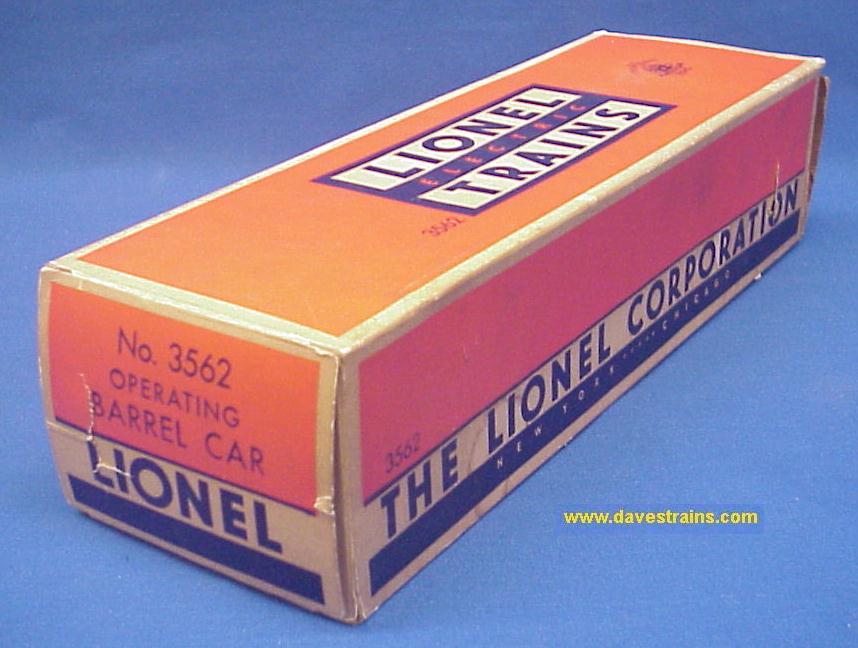 LIONEL
ELECTRIC
TRAINS
3562
No. 3562
OPERATING
BARREL CAR
LIONEL
3562
THE LIONEL CORPORATION
NEW YORK CHICAGO
www.davestrains.com